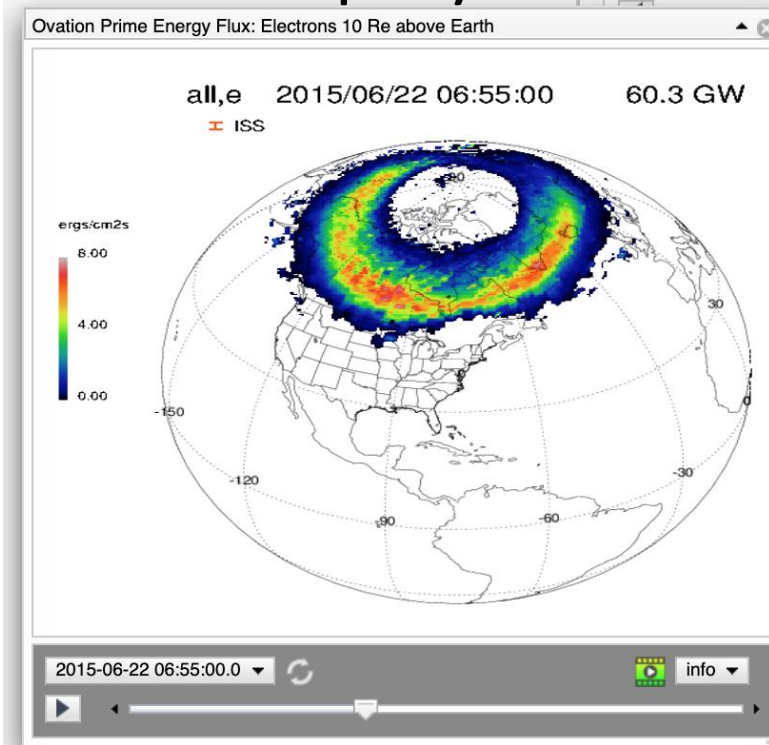 Ovation Prime Energy Flux: Electrons 10 Re above Earth
all,e 2015/06/22 06:55:00 60.3 GW
ISS
ergs/cm2s
8.00
4.00
0.00
30
-150
-120
-90
-60
-30
2015-06-22 06:55:00.0
info